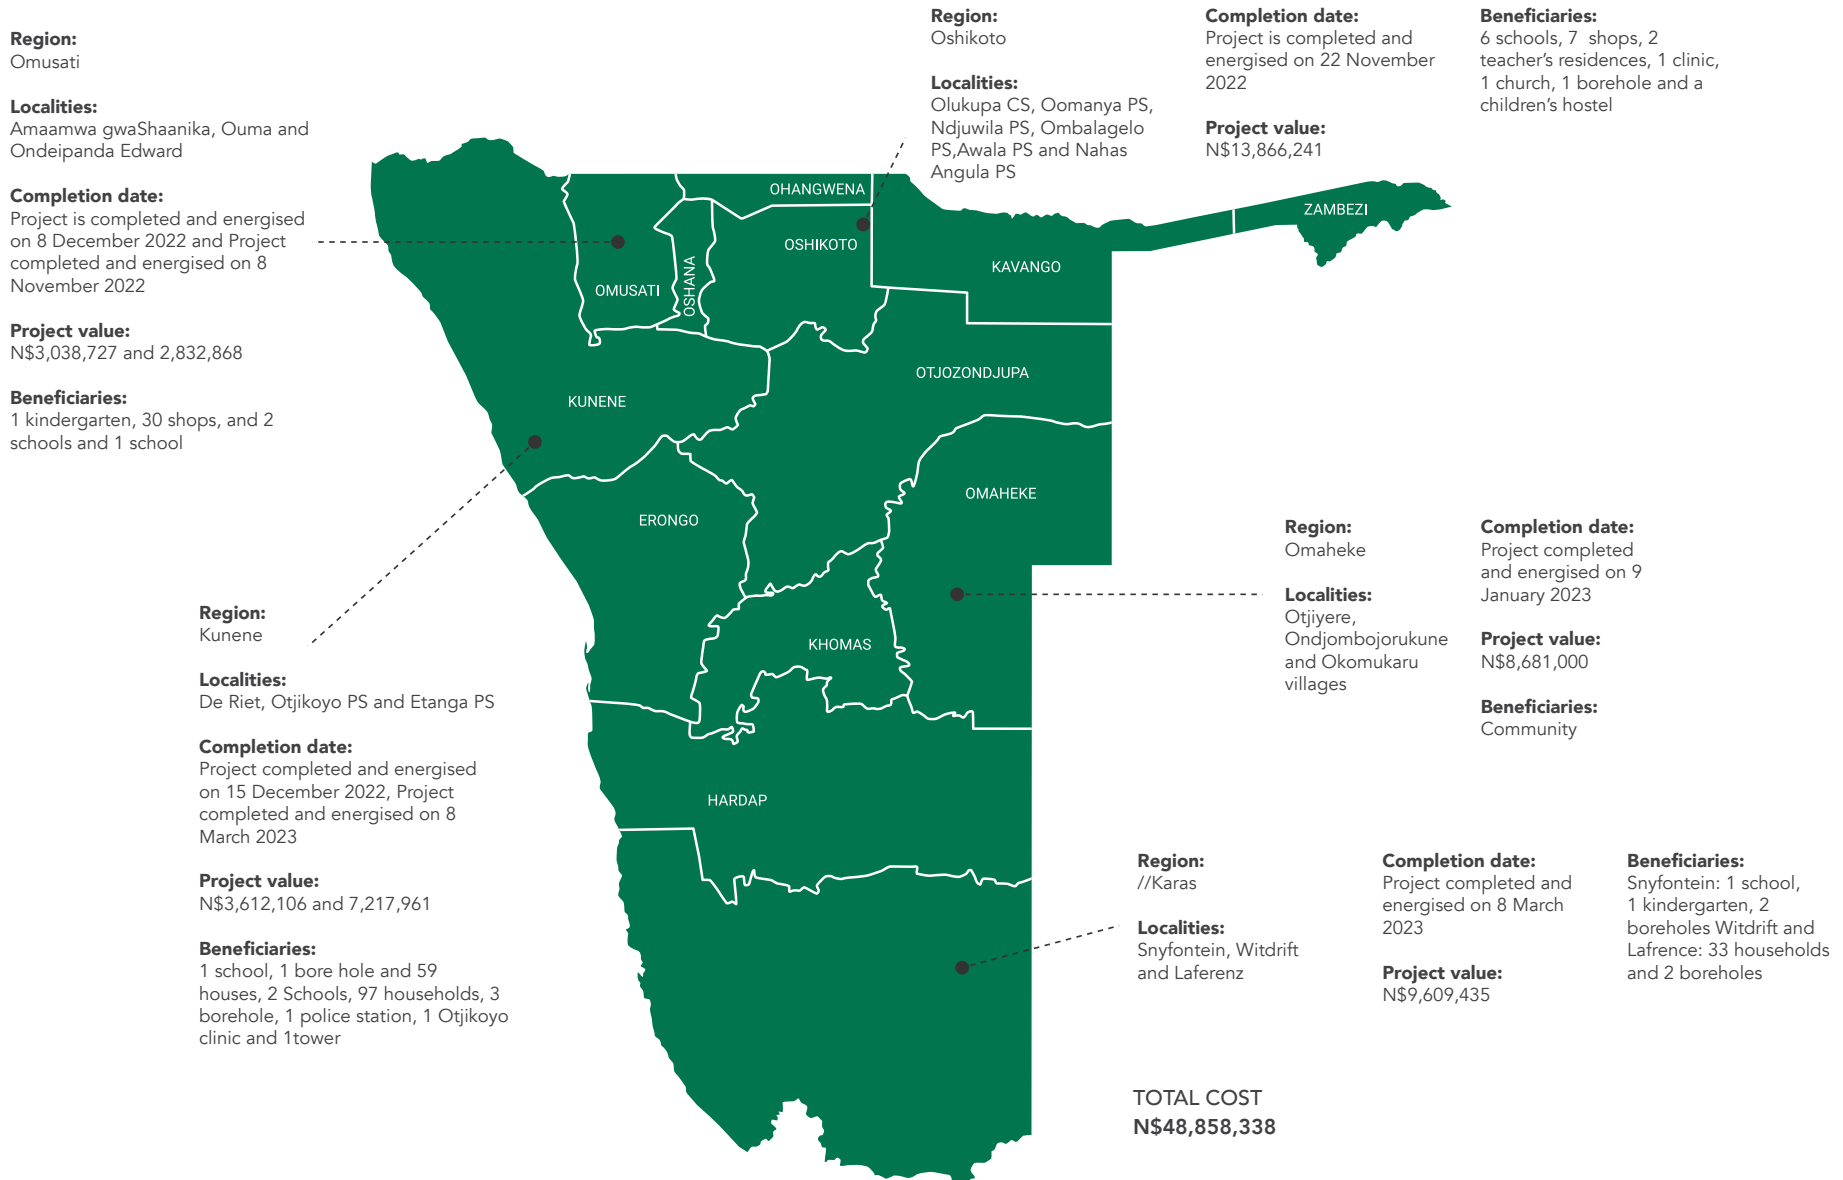 Region:
Omusati
Localities:
Amaamwa gwaShaanika, Ouma and
Ondeipanda Edward
Completion date:
Project is completed and energised
on 8 December 2022 and Project
completed and energised on 8
November 2022
Project value:
N$3,038,727 and 2,832,868
Beneficiaries:
1 kindergarten, 30 shops, and 2
schools and 1 school
Region:
Oshikoto
Localities:
Olukupa CS, Oomanya PS,
Ndjuwila PS, Ombalagelo
PS,Awala PS and Nahas
Angula PS
Completion date:
Project is completed and
energised on 22 November
2022
Project value:
N$13,866,241
Beneficiaries:
6 schools, 7 shops, 2
teacher's residences, 1 clinic,
1 church, 1 borehole and a
children's hostel
OHANGWENA
ZAMBEZI
OSHIKOTO
KAVANGO
OMUSATI
OSHANA
OTJOZONDJUPA
KUNENE
OMAHEKE
ERONGO
KHOMAS
HARDAP
Region:
Kunene
Localities:
De Riet, Otjikoyo PS and Etanga PS
Completion date:
Project completed and energised
on 15 December 2022, Project
completed and energised on 8
March 2023
Project value:
N$3,612,106 and 7,217,961
Beneficiaries:
1 school, 1 bore hole and 59
houses, 2 Schools, 97 households, 3
borehole, 1 police station, 1 Otjikoyo
clinic and 1tower
Region:
Omaheke
Localities:
Otjiyere,
Ondjombojorukune
and Okomukaru
villages
Completion date:
Project completed
and energised on 9
January 2023
Project value:
N$8,681,000
Beneficiaries:
Community
Region:
//Karas
Localities:
Snyfontein, Witdrift
and Laferenz
Completion date:
Project completed and
energised on 8 March
2023
Project value:
N$9,609,435
Beneficiaries:
Snyfontein: 1 school,
1 kindergarten, 2
boreholes Witdrift and
Lafrence: 33 households
and 2 boreholes
TOTAL COST
N$48,858,338